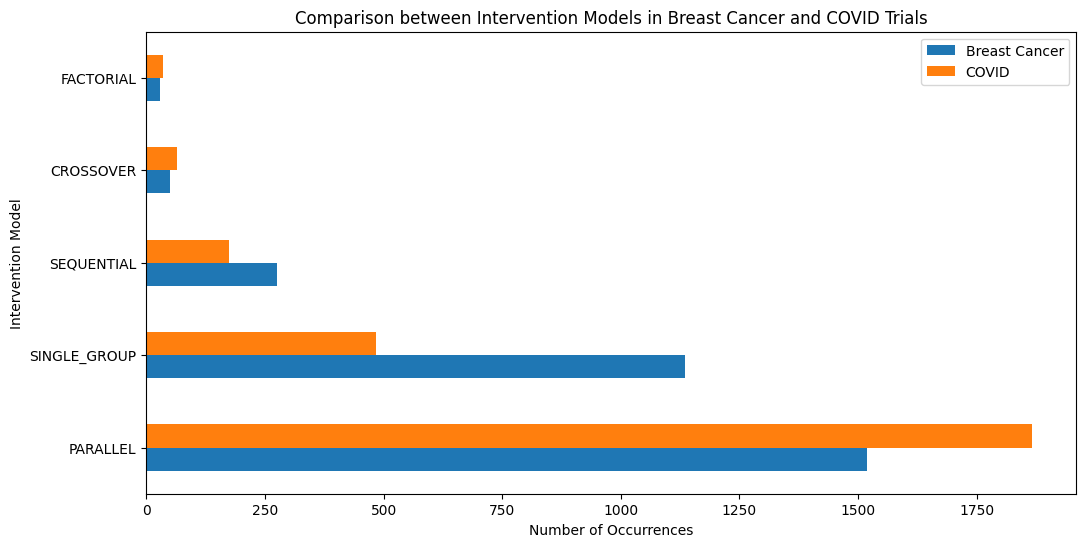 Comparison between Intervention Models in Breast Cancer and COVID Trials
Breast Cancer
COVID
Intervention Model
FACTORIAL
CROSSOVER
SEQUENTIAL
SINGLE_GROUP
PARALLEL
0 250 500 750 1000 1250 1500 1750
Number of Occurrences